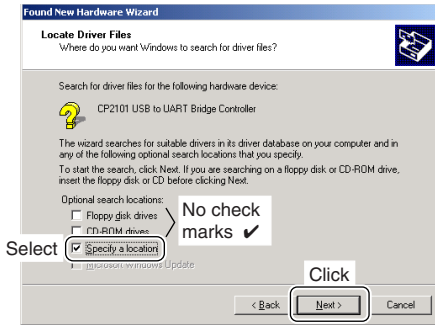 Found New Hardware Wizard
Locate Driver Files
Where do you want Windows to search for driver files?
Search for driver files for the following hardware device:
CP2101 USB to UART Bridge Controller
The wizard searches for suitable drivers in its driver database on your computer and in
any of the following optional search locations that you specify.
To start the search, click Next. If you are searching on a floppy disk or CD-ROM drive,
insert the floppy disk or CD before clicking Next.
Optional search locations:
Floppy disk drives
CD-ROM drives
No check
marks ✔
Select
Specify a location
Microsoft Windows Update
Click
< Back
Next >
Cancel